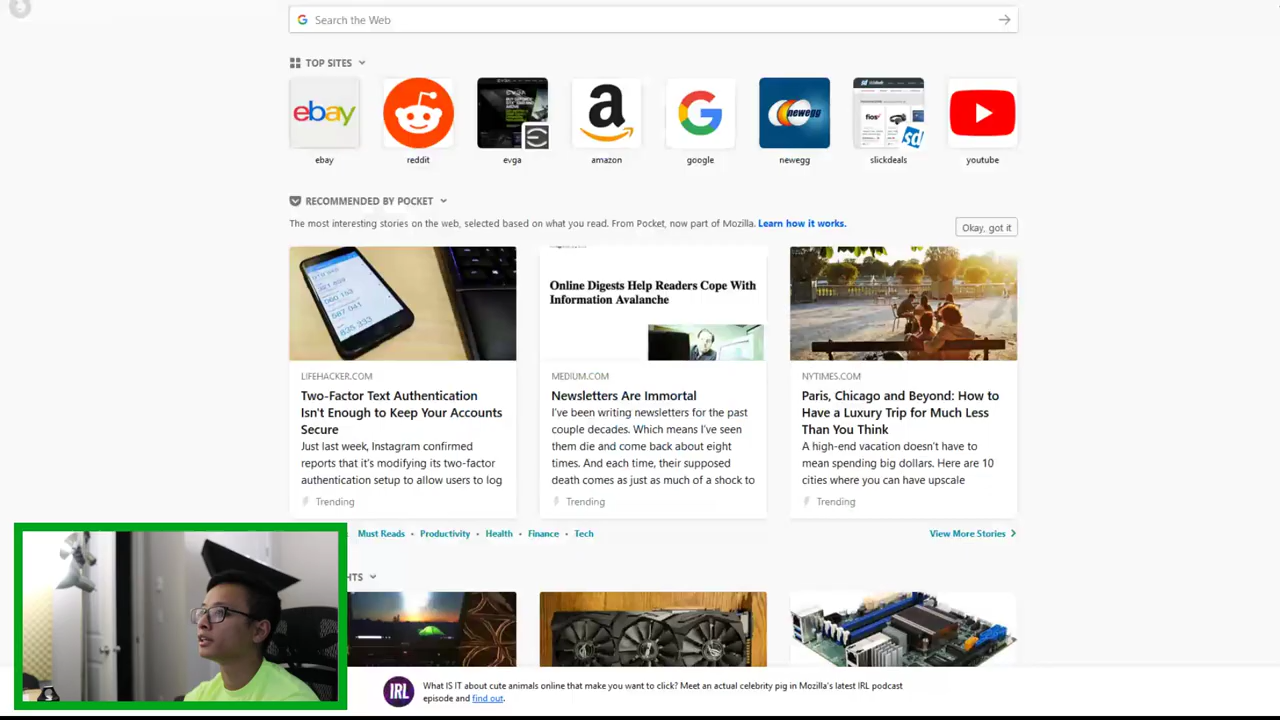 Search the Web
TOP SITES
ebay
newegg
ebay
reddit
evga
amazon
google
newegg
slickdeals
youtube
RECOMMENDED BY POCKET
The most interesting stories on the web, selected based on what you read. From Pocket, now part of Mozilla. Learn how it works.
Okay, got it
Online Digests Help Readers Cope With
Information Avalanche
LIFEHACKER.COM
Two-Factor Text Authentication
Isn't Enough to Keep Your Accounts
Secure
Just last week, Instagram confirmed
reports that it's modifying its two-factor
authentication setup to allow users to log
Trending
MEDIUM.COM
Newsletters Are Immortal
I've been writing newsletters for the past
couple decades. Which means I've seen
them die and come back about eight
times. And each time, their supposed
death comes as just as much of a shock to
Trending
NYTIMES.COM
Paris, Chicago and Beyond: How to
Have a Luxury Trip for Much Less
Than You Think
A high-end vacation doesn't have to
mean spending big dollars. Here are 10
cities where you can have upscale
Trending
Must Reads • Productivity • Health • Finance • Tech
View More Stories
HTS
IRL
What IS IT about cute animals online that make you want to click? Meet an actual celebrity pig in Mozilla's latest IRL podcast
episode and find out.